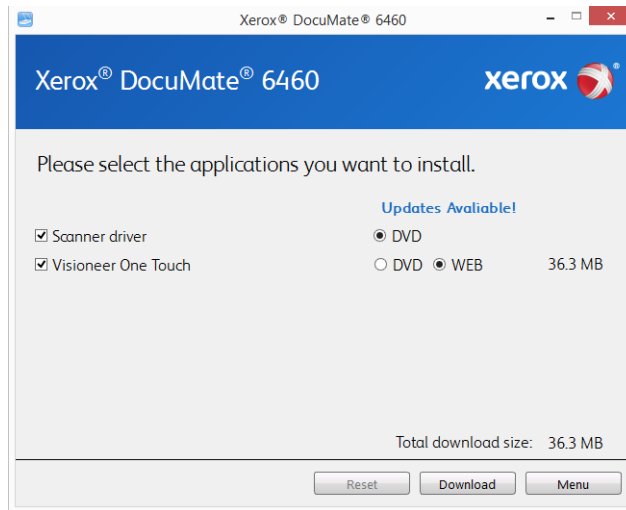 Xerox® DocuMate® 6460
Xerox® DocuMate® 6460
xerox ®
Please select the applications you want to install.
Updates Avaliable!
Scanner driver DVD
Visioneer One Touch DVD WEB 36.3 MB
Total download size: 36.3 MB
Reset Download Menu